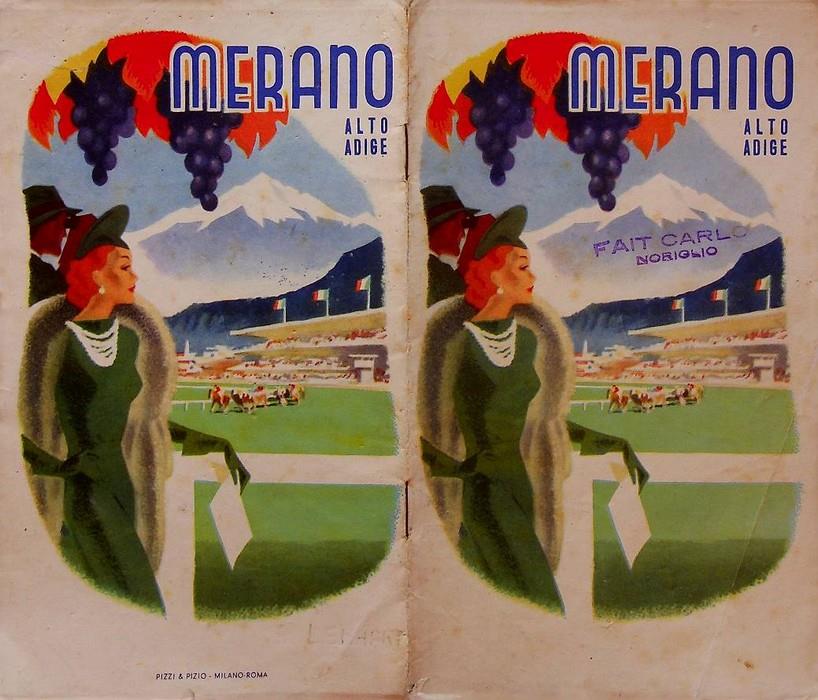 MERANO
ALTO
ADIGE
PIZZI & PIZIO - MILANO-ROMA
MERANO
ALTO
ADIGE
FAIT CARLO
NORIGLIO